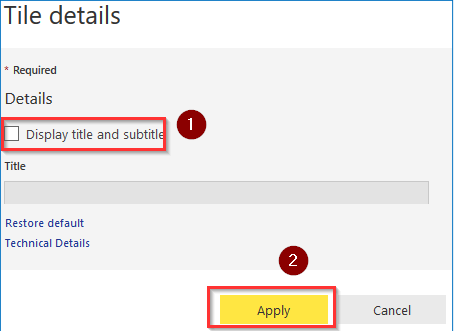 Tile details
* Required
Details
Display title and subtitle
1
Title
Restore default
Technical Details
2
Apply
Cancel